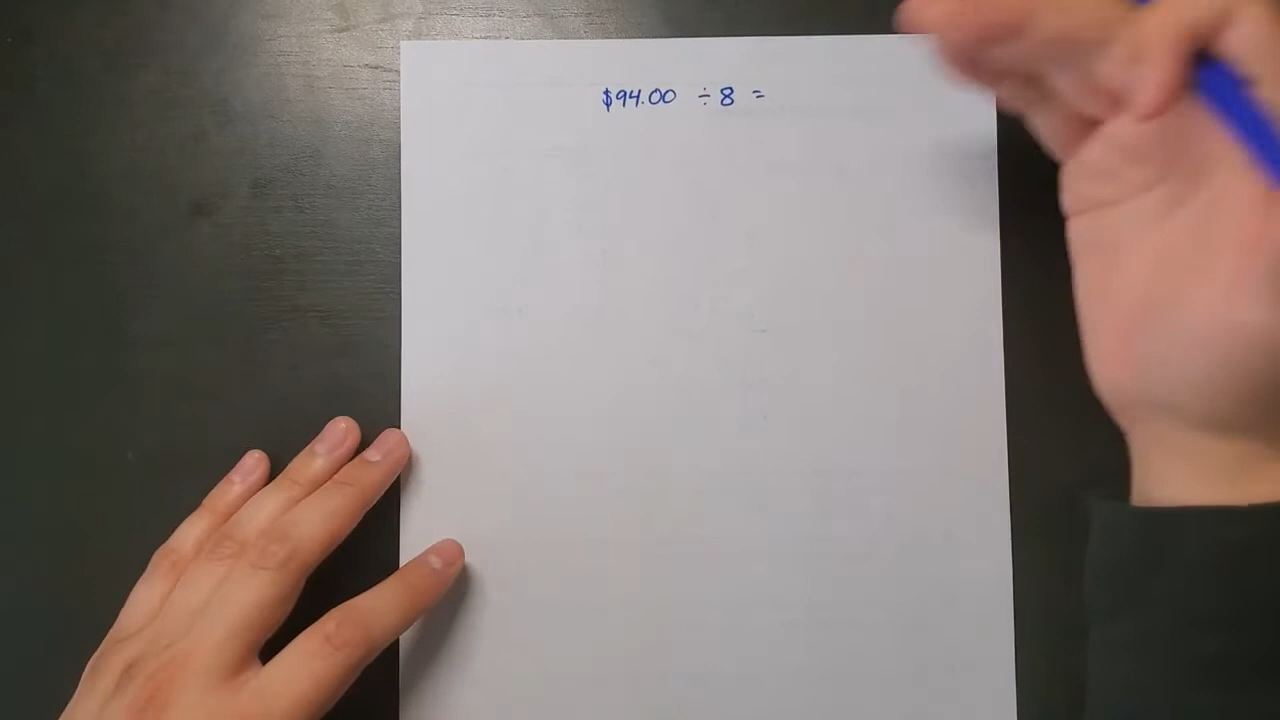 $94.00 ÷ 8 =